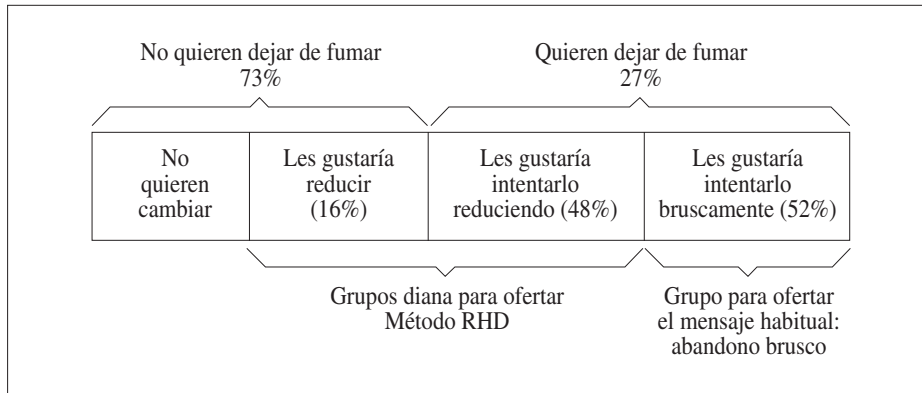 No quieren dejar de fumar
73%
Quieren dejar de fumar
27%
No
quieren
cambiar
Les gustaría
reducir
(16%)
Les gustaría
intentarlo
reduciendo (48%)
Les gustaría
intentarlo
bruscamente (52%)
Grupos diana para ofertar
Método RHD
Grupo para ofertar
el mensaje habitual:
abandono brusco